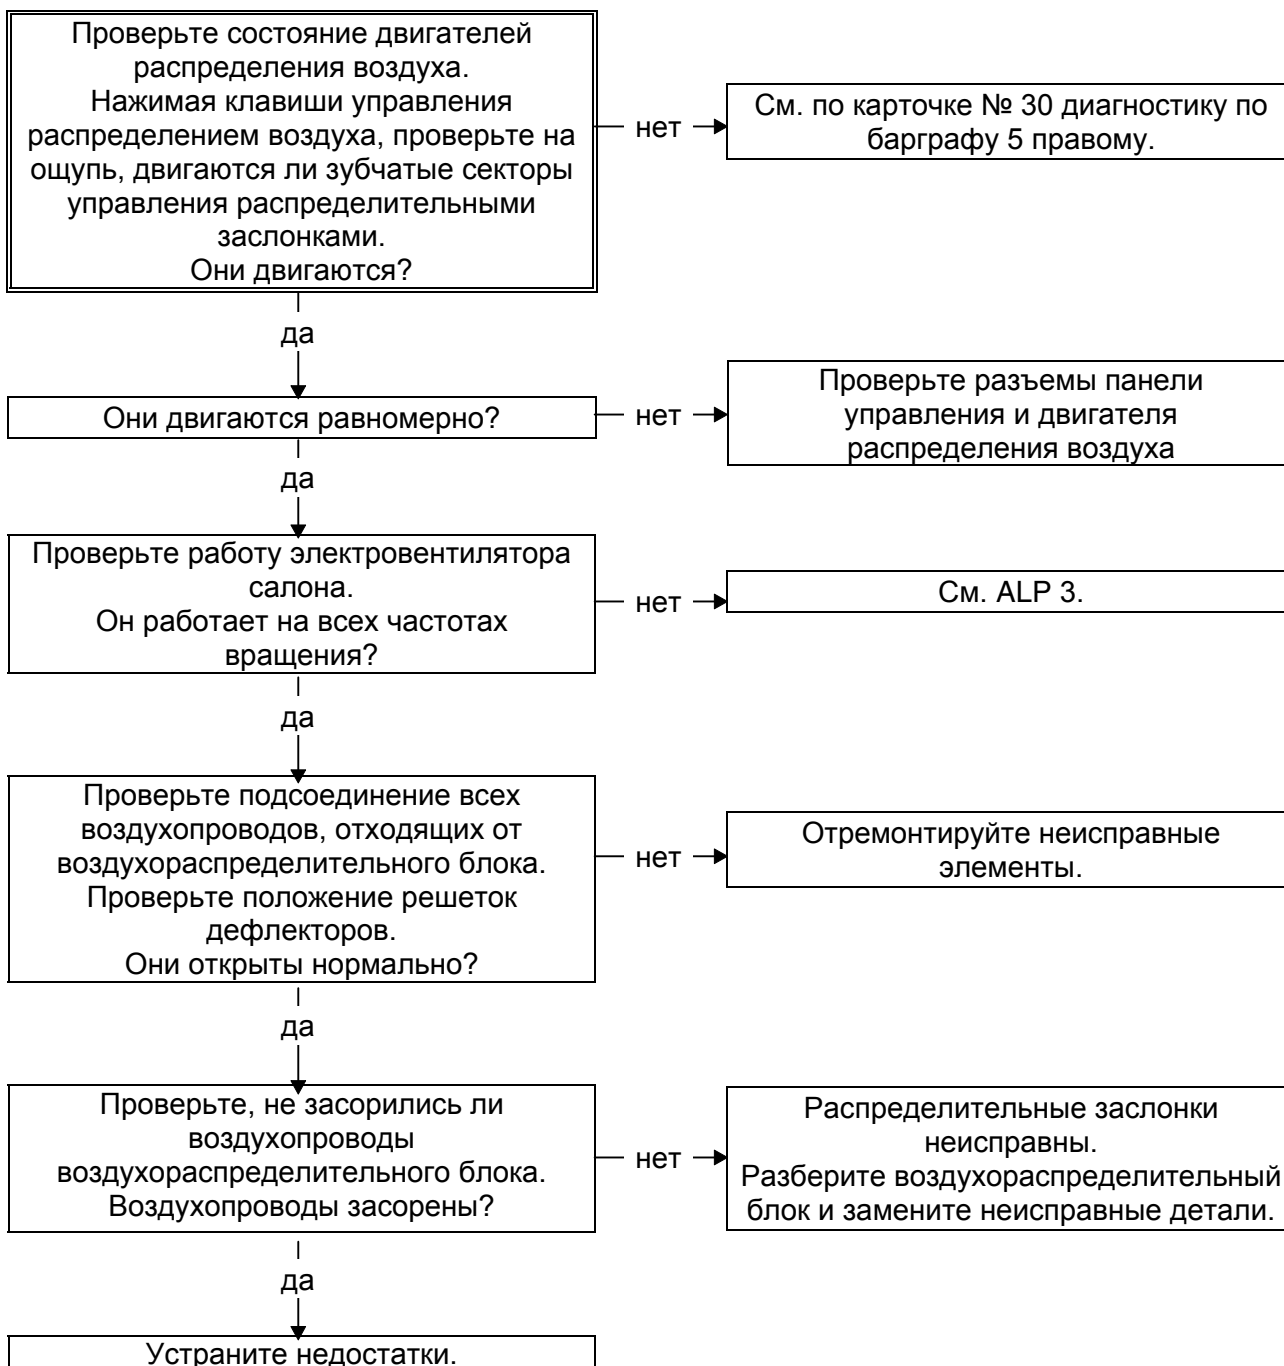 Проверьте состояние двигателей
распределения воздуха.
Нажимая клавиши управления
распределением воздуха, проверьте на
ощупь, двигаются ли зубчатые секторы
управления распределительными
заслонками.
Они двигаются?
нет
См. по карточке № 30 диагностику по
барграфу 5 правому.
да
Они двигаются равномерно?
нет
Проверьте разъемы панели
управления и двигателя
распределения воздуха
да
Проверьте работу электровентилятора
салона.
Он работает на всех частотах
вращения?
нет
См. ALP 3.
да
Проверьте подсоединение всех
воздухопроводов, отходящих от
воздухораспределительного блока.
Проверьте положение решеток
дефлекторов.
Они открыты нормально?
нет
Отремонтируйте неисправные
элементы.
да
Проверьте, не засорились ли
воздухопроводы
воздухораспределительного блока.
Воздухопроводы засорены?
нет
Распределительные заслонки
неисправны.
Разберите воздухораспределительный
блок и замените неисправные детали.
да
Устраните недостатки.